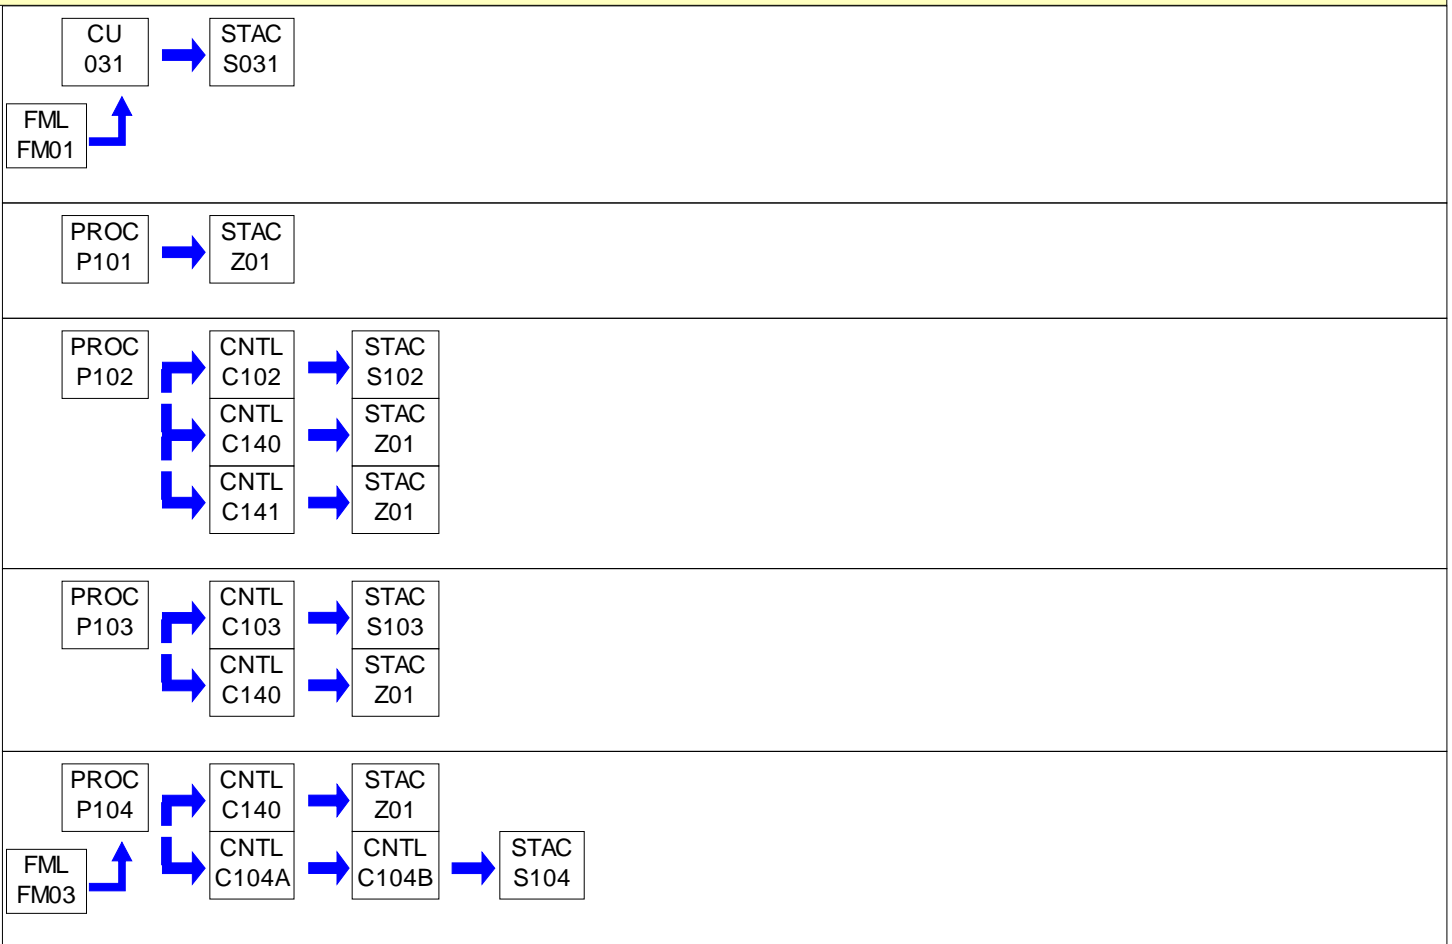 CU
031
STAC
S031
FML
FM01
PROC
P101
STAC
Z01
PROC
P102
CNTL
C102
STAC
S102
CNTL
C140
STAC
Z01
CNTL
C141
STAC
Z01
PROC
P103
CNTL
C103
STAC
S103
CNTL
C140
STAC
Z01
PROC
P104
CNTL
C140
STAC
Z01
FML
FM03
CNTL
C104A
CNTL
C104B
STAC
S104